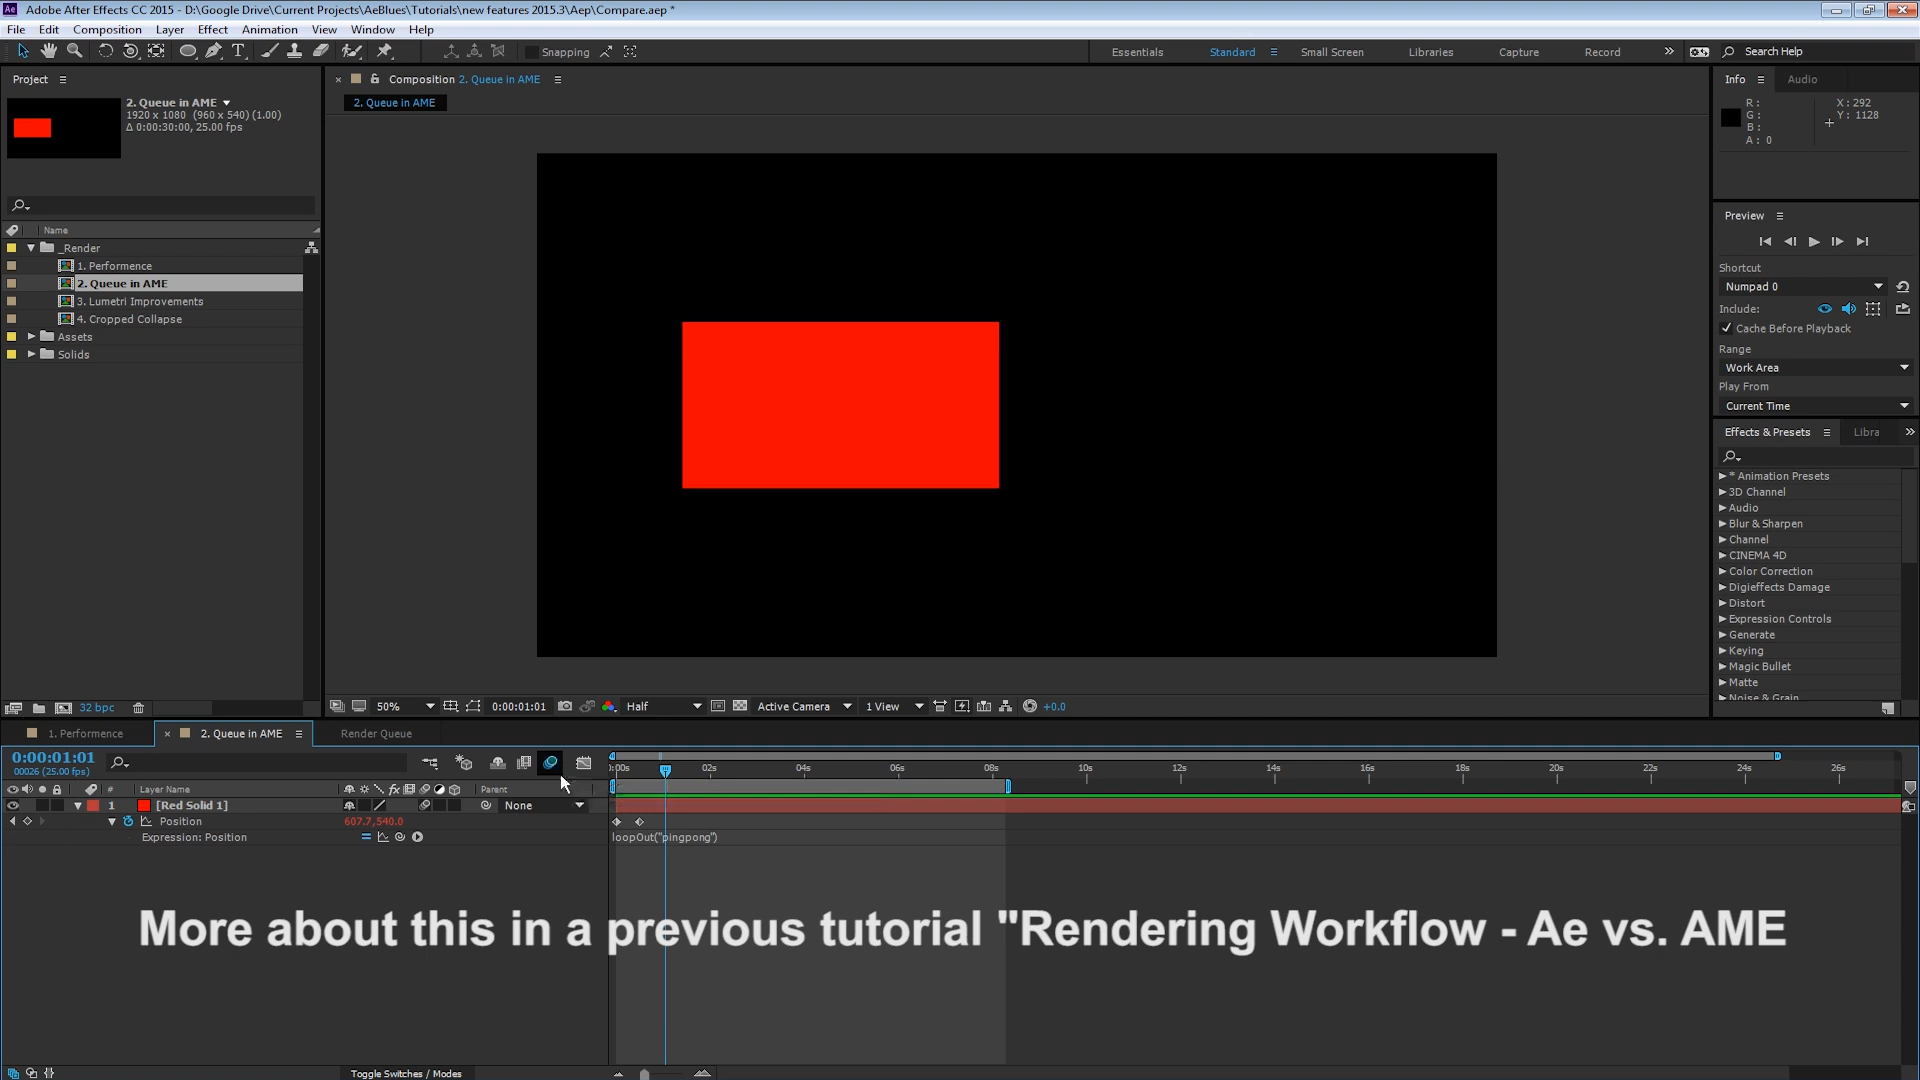 Ae Adobe After Effects CC 2015 - D:\Google Drive\Current Projects\AeBlues\Tutorials\new features 2015.3\Aep\Compare.aep *
File Edit Composition Layer Effect Animation View Window Help
Snapping Essentials Standard Small Screen Libraries Capture Record Search Help
Project
2. Queue in AME
1920 x 1080 (960 x 540) (1.00)
Δ 0:00:30:00, 25.00 fps
Name
_Render
1. Performence
2. Queue in AME
3. Lumetri Improvements
4. Cropped Collapse
Assets
Solids
32 bpc
Composition 2. Queue in AME
2. Queue in AME
50% 0:00:01:01 Half Active Camera 1 View +0.0
Info Audio
R: X: 292
G: Y: 1128
B:
A: 0
Preview
Shortcut
Numpad 0
Include:
Cache Before Playback
Range
Work Area
Play From
Current Time
Effects & Presets Libra
* Animation Presets
3D Channel
Audio
Blur & Sharpen
Channel
CINEMA 4D
Color Correction
Digieffects Damage
Distort
Expression Controls
Generate
Keying
Magic Bullet
Matte
Noise & Grain
1. Performence 2. Queue in AME Render Queue
0:00:01:01
00026 (25.00 fps)
:00s 02s 04s 06s 08s 10s 12s 14s 16s 18s 20s 22s 24s 26s
# Layer Name fx Parent
1 [Red Solid 1] None
Position 607.7,540.0
Expression: Position loopOut("pingpong")
More about this in a previous tutorial "Rendering Workflow - Ae vs. AME
Toggle Switches / Modes